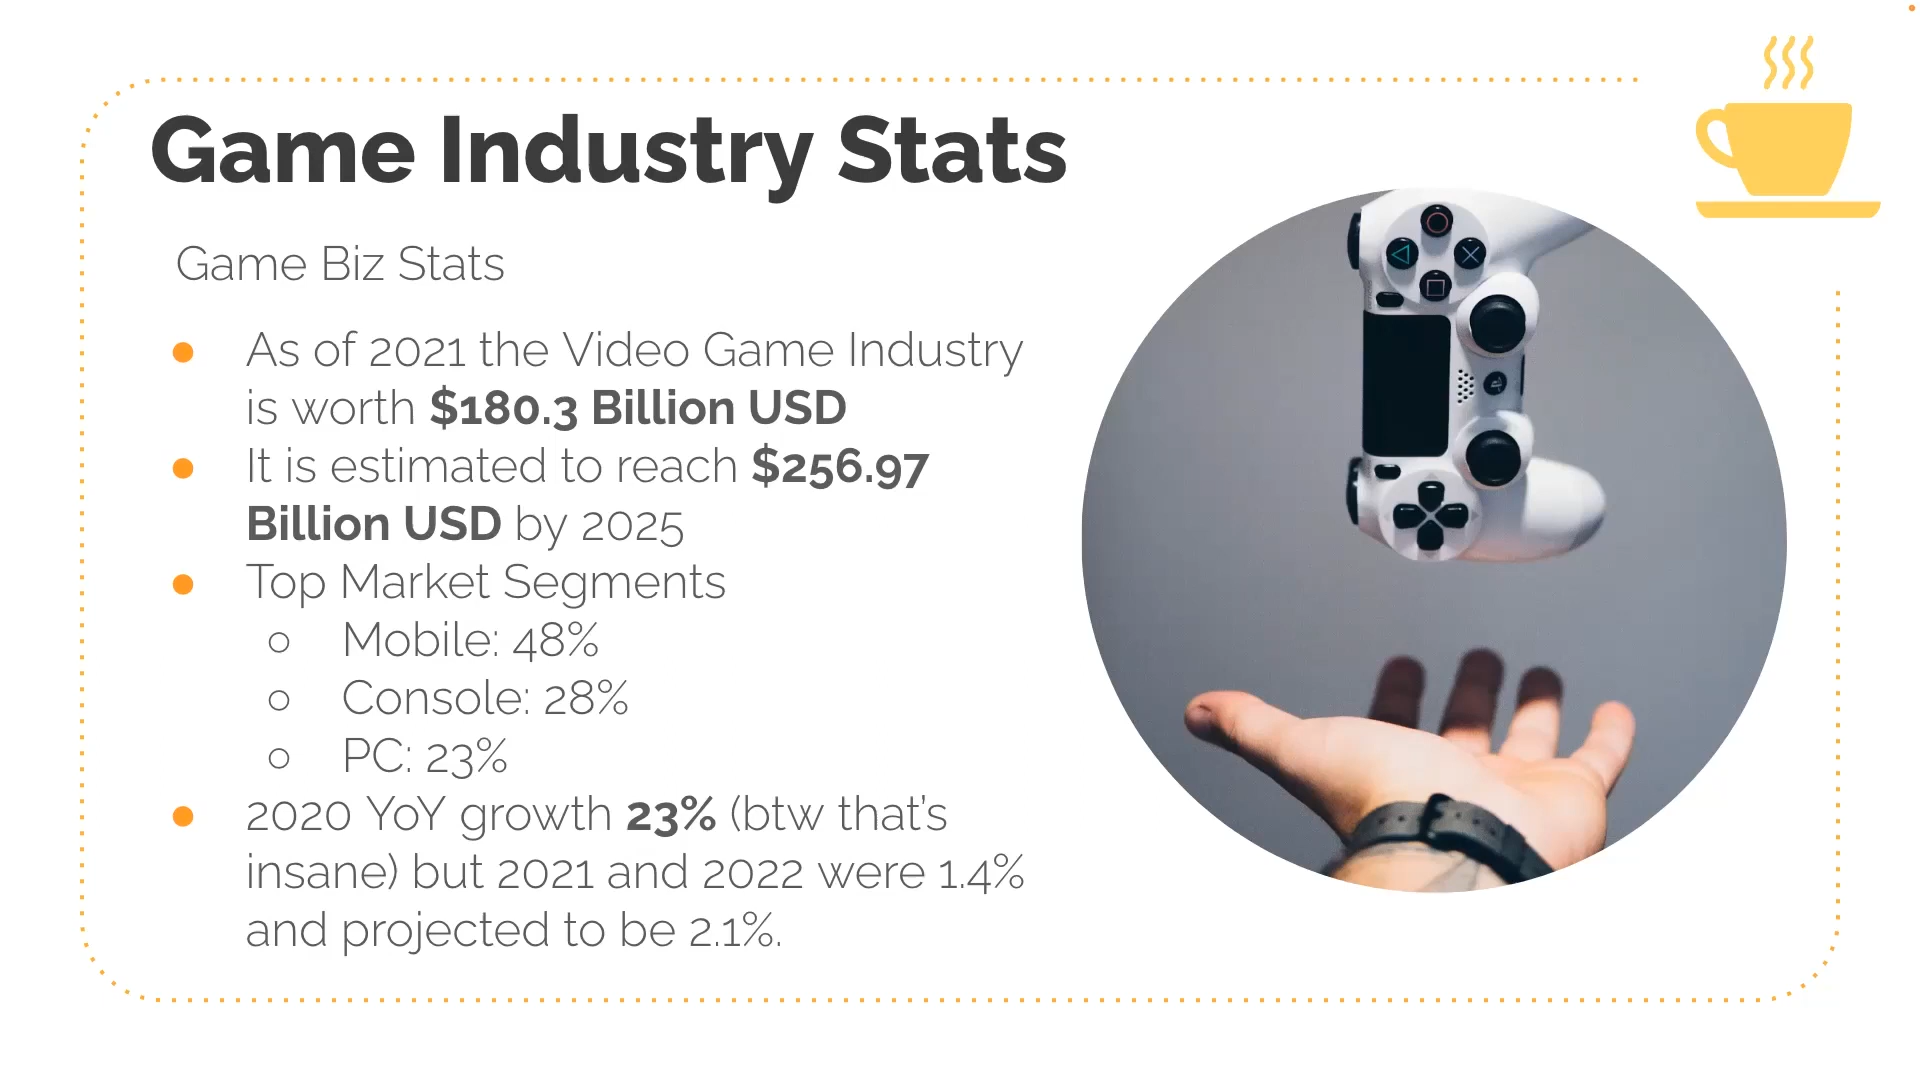 Game Industry Stats
Game Biz Stats
● As of 2021 the Video Game Industry
is worth $180.3 Billion USD
● It is estimated to reach $256.97
Billion USD by 2025
● Top Market Segments
○ Mobile: 48%
○ Console: 28%
○ PC: 23%
● 2020 YoY growth 23% (btw that’s
insane) but 2021 and 2022 were 1.4%
and projected to be 2.1%.